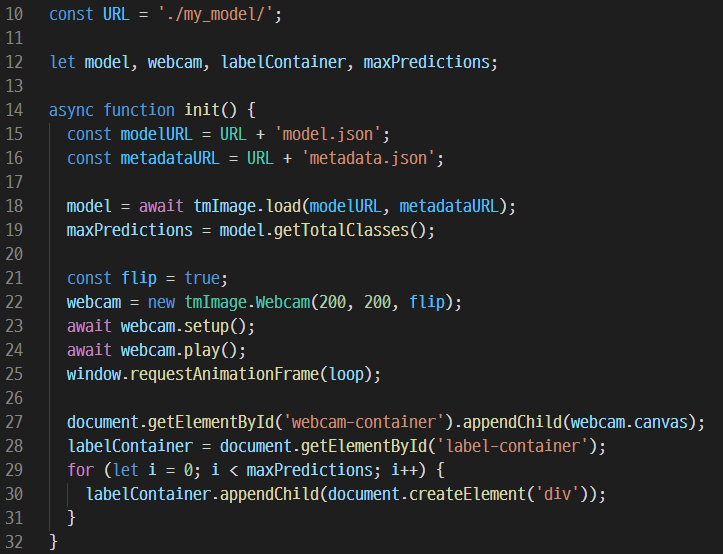 10 const URL = './my_model/';
11
12 let model, webcam, labelContainer, maxPredictions;
13
14 async function init() {
15   const modelURL = URL + 'model.json';
16   const metadataURL = URL + 'metadata.json';
17
18   model = await tmImage.load(modelURL, metadataURL);
19   maxPredictions = model.getTotalClasses();
20
21   const flip = true;
22   webcam = new tmImage.Webcam(200, 200, flip);
23   await webcam.setup();
24   await webcam.play();
25   window.requestAnimationFrame(loop);
26
27   document.getElementById('webcam-container').appendChild(webcam.canvas);
28   labelContainer = document.getElementById('label-container');
29   for (let i = 0; i < maxPredictions; i++) {
30     labelContainer.appendChild(document.createElement('div'));
31   }
32 }